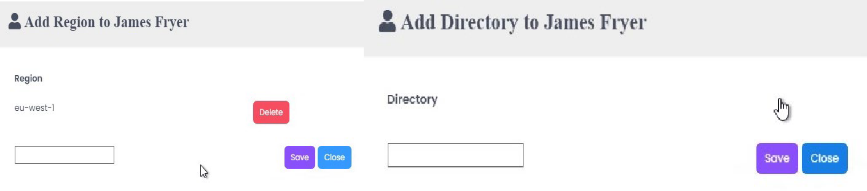 Add Region to James Fryer
Region
eu-west-1
Delete
Save
Close
Add Directory to James Fryer
Directory
Save
Close